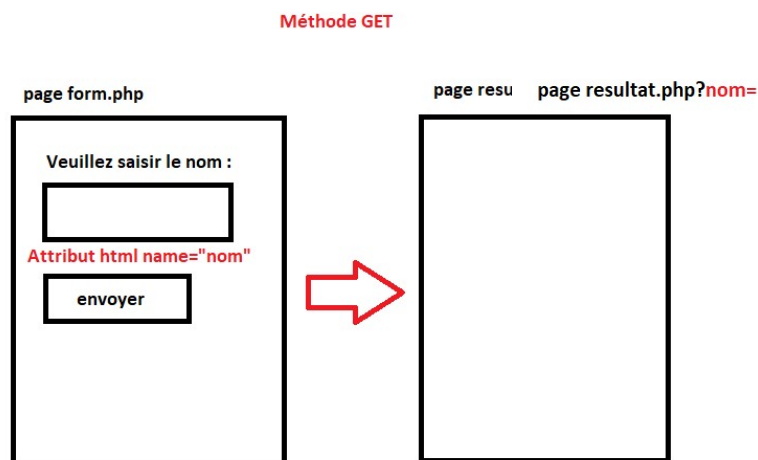 Méthode GET
page form.php
page resu page resultat.php?nom=
Veuillez saisir le nom :
Attribut html name="nom"
envoyer